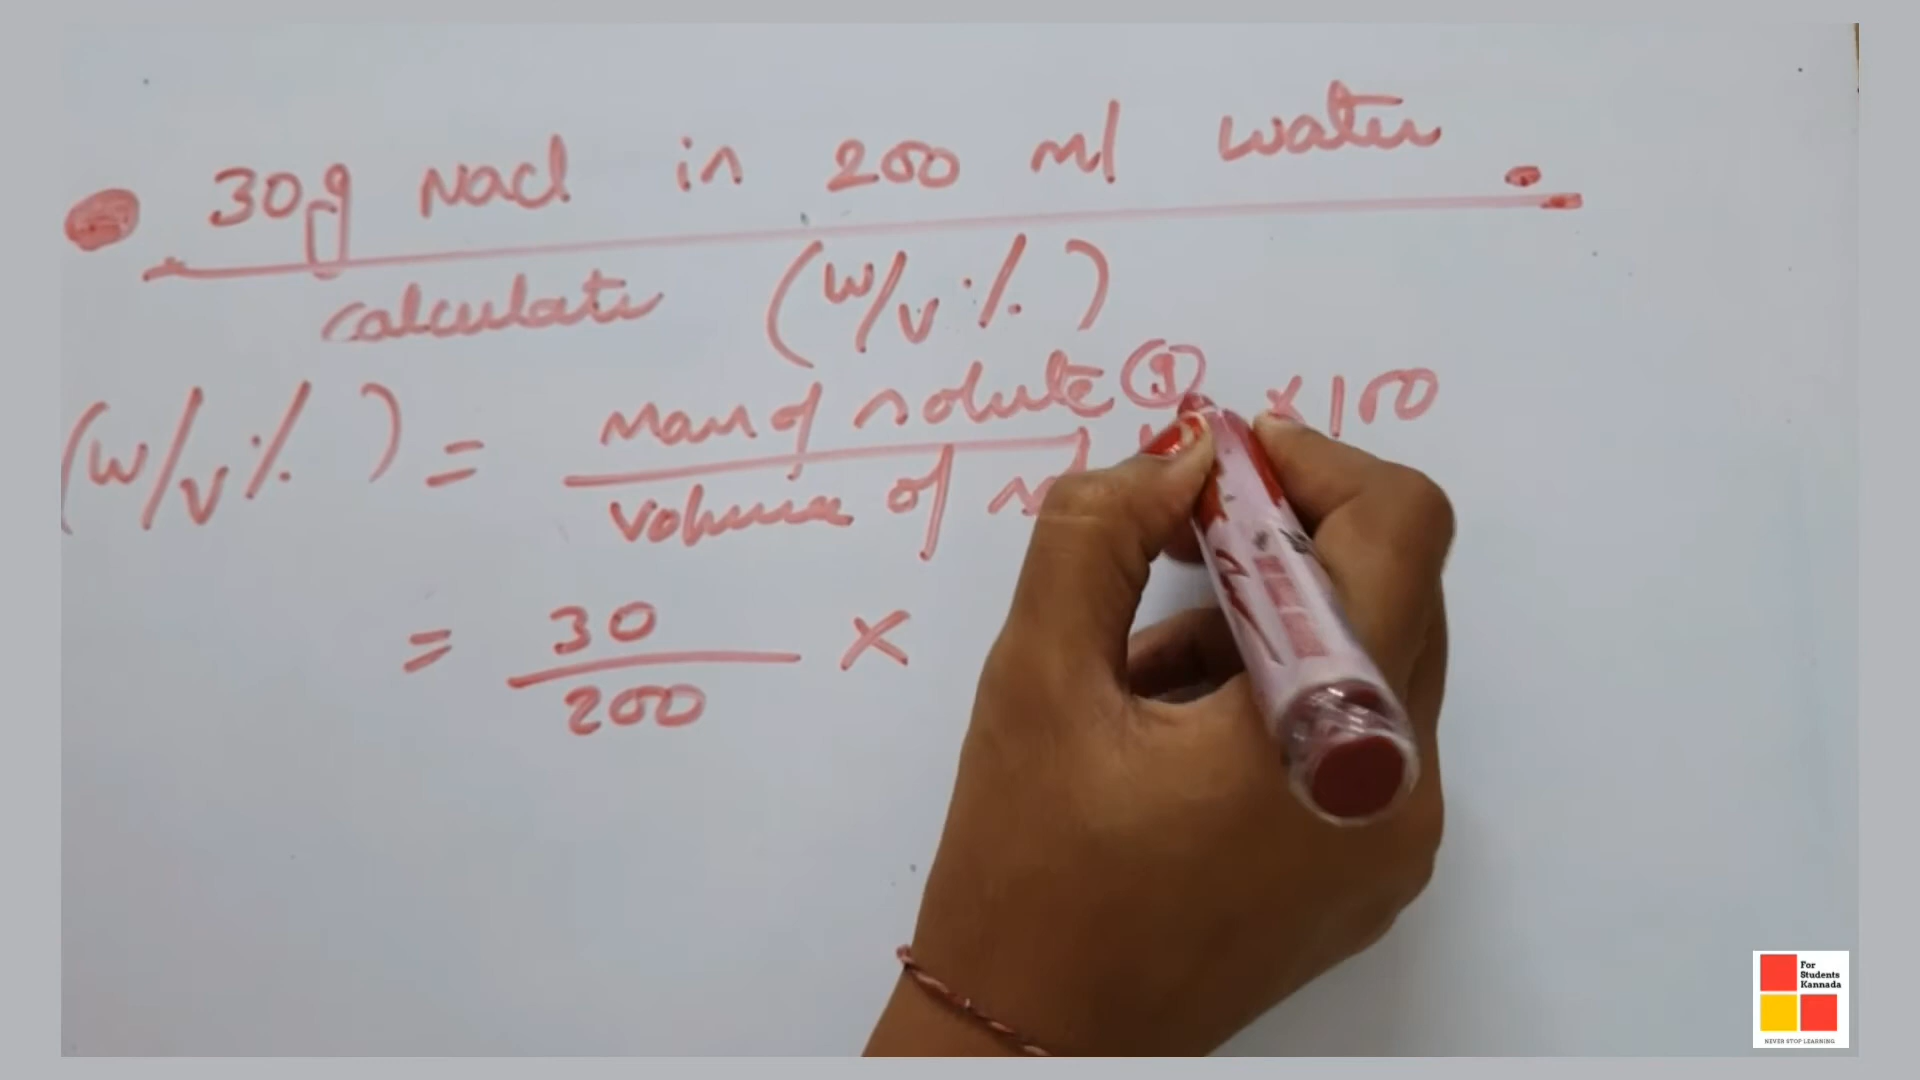 30g Nacl in 200 ml water
calculate (W/V %)
(W/V %) = Mass of solute (g) × 100
volume of
= 30 ×
200
For
Students
Kannada
NEVER STOP LEARNING